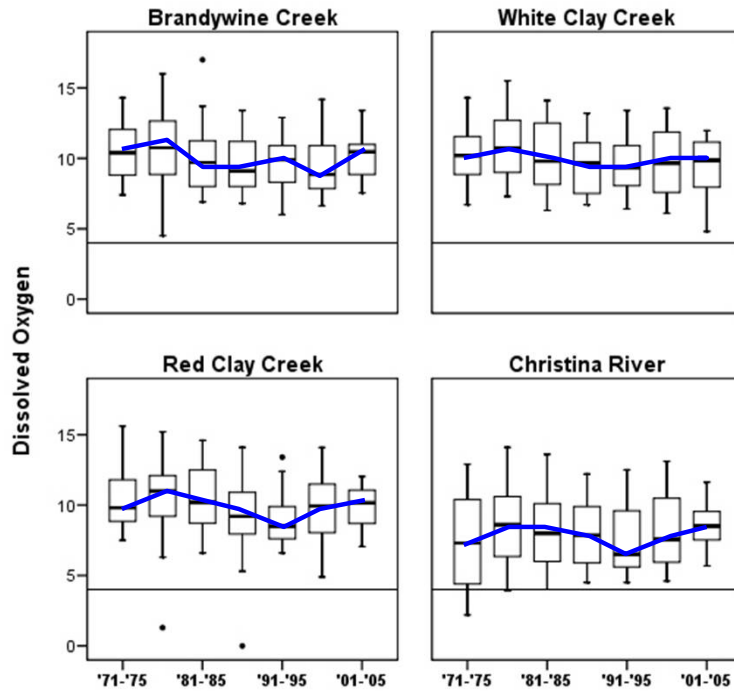 Brandywine Creek
White Clay Creek
15
10
5
0
Dissolved Oxygen
Red Clay Creek
Christina River
15
10
5
0
'71-'75 '81-'85 '91-'95 '01-'05
'71-'75 '81-'85 '91-'95 '01-'05